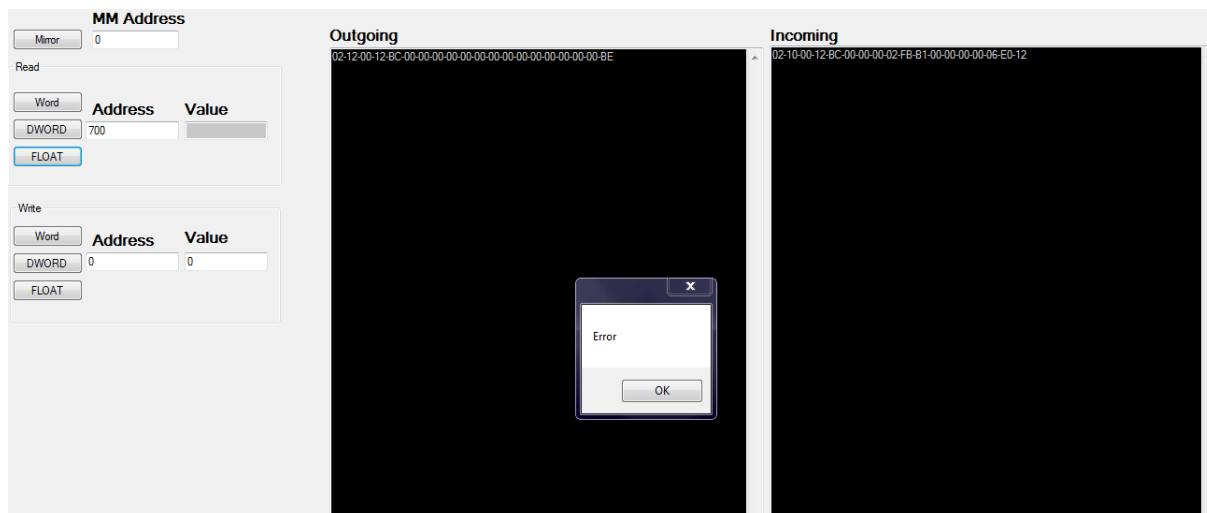 MM Address
Mirror
0
Read
Word
Address
Value
DWORD
700
FLOAT
Write
Word
Address
Value
DWORD
0
0
FLOAT
Outgoing
02-12-00-12-BC-00-00-00-00-00-00-00-00-00-00-00-00-00-00-BE
Incoming
02-10-00-12-BC-00-00-00-02-FB-B1-00-00-00-00-06-E0-12
X
Error
OK